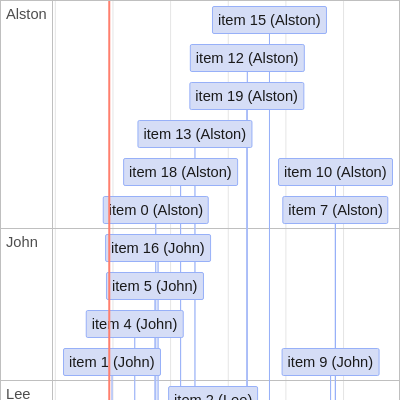 Alston
item 15 (Alston)
item 12 (Alston)
item 19 (Alston)
item 13 (Alston)
item 18 (Alston)
item 10 (Alston)
item 0 (Alston)
item 7 (Alston)
John
item 16 (John)
item 5 (John)
item 4 (John)
item 1 (John)
item 9 (John)
Lee
item 2 (Lee)